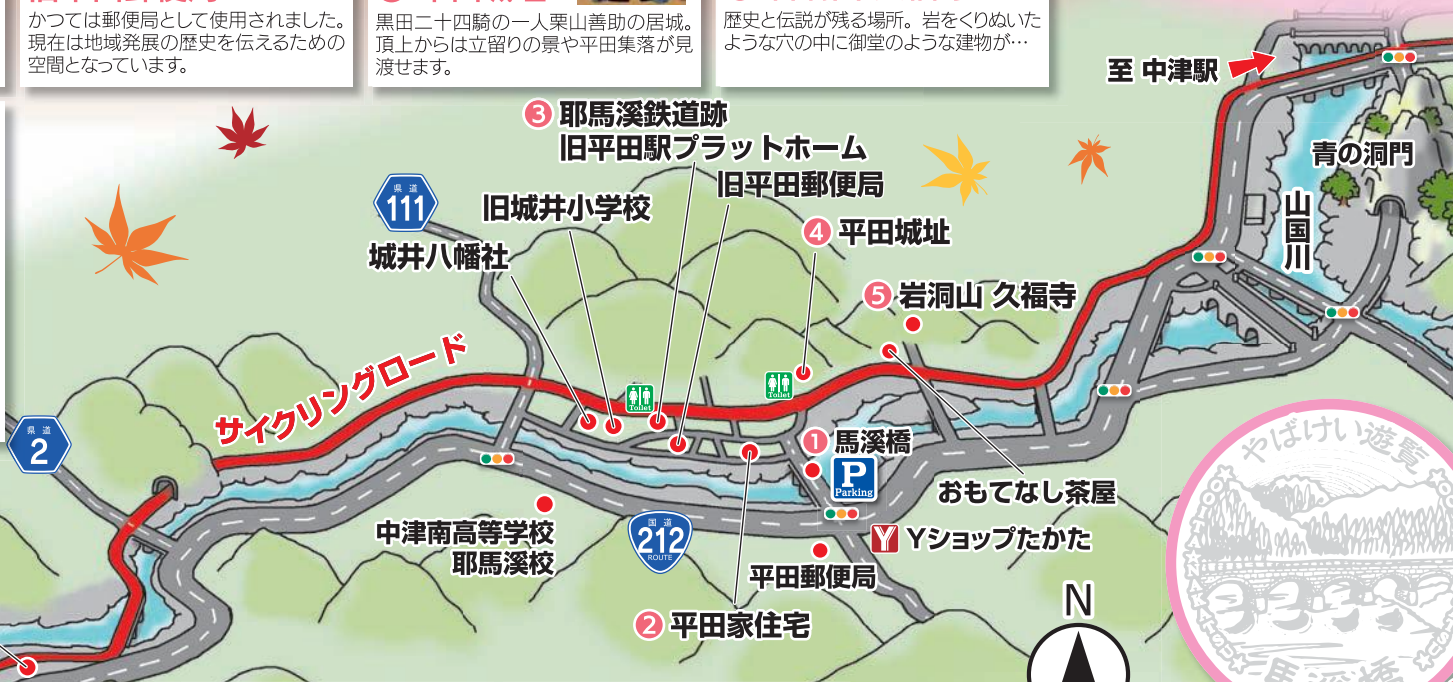 かつては郵便局として使用されました。
現在は地域発展の歴史を伝えるための
空間となっています。
黒田二十四騎の一人栗山善助の居城。
頂上からは立留りの景や平田集落が見
渡せます。
歴史と伝説が残る場所。岩をくりぬいた
ような穴の中に御堂のような建物が…
至 中津駅
❸ 耶馬溪鉄道跡
旧平田駅プラットホーム
青の洞門
県道
111
旧城井小学校
旧平田郵便局
山国川
城井八幡社
❹ 平田城址
❺ 岩洞山 久福寺
サイクリングロード
Toilet
Toilet
県道
2
❶ 馬溪橋
P
Parking
おもてなし茶屋
中津南高等学校
耶馬溪校
国道
212
ROUTE
Y Yショップたかた
平田郵便局
❷ 平田家住宅
N
やばけい遊覧
馬溪橋